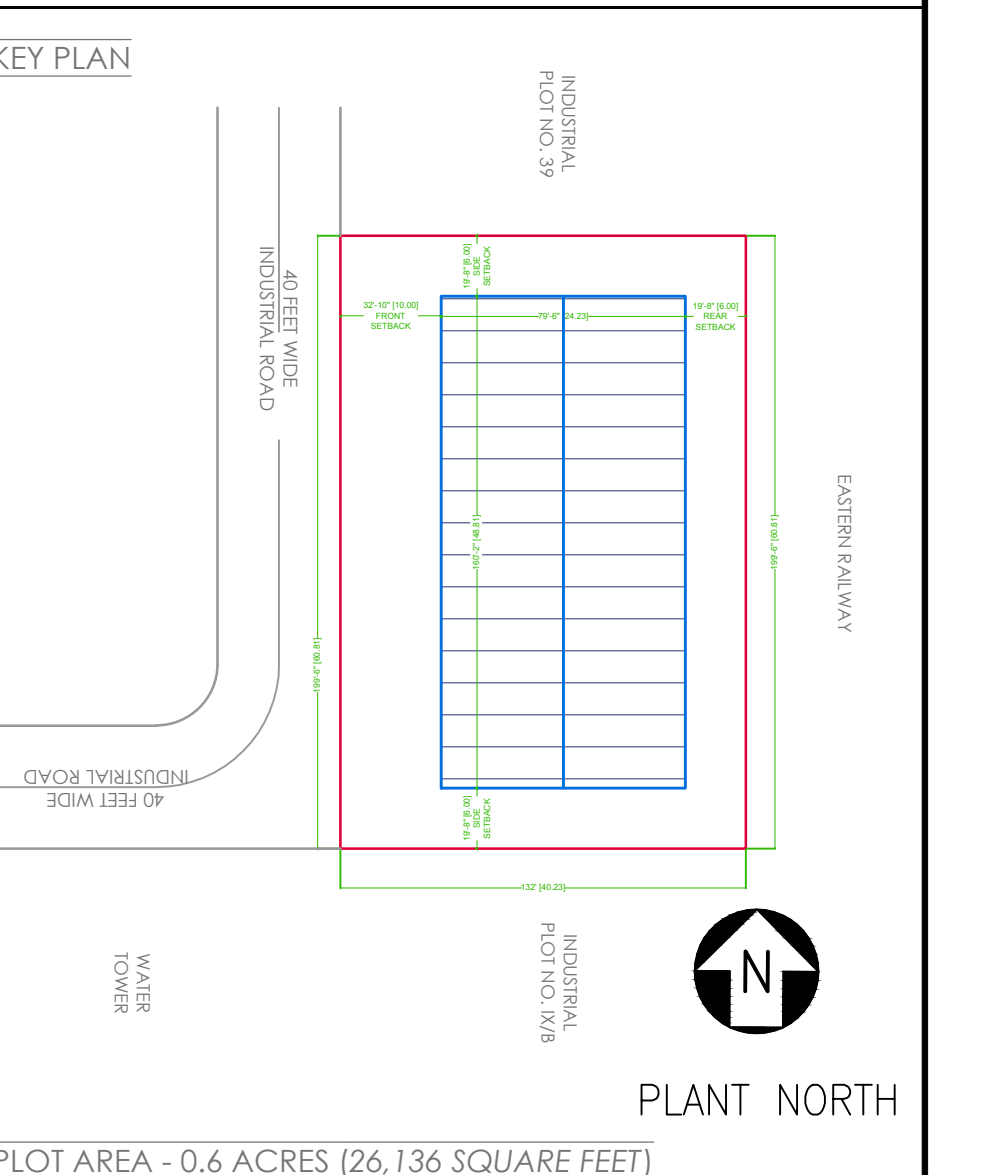 KEY PLAN
INDUSTRIAL
PLOT NO. 39
40 FEET WIDE
INDUSTRIAL ROAD
19'-8" [6.00]
SIDE
SETBACK
32'-10" [10.00]
FRONT
SETBACK
79'-6" [24.23]
19'-8" [6.00]
REAR
SETBACK
EASTERN RAILWAY
160'-2" [48.81]
199'-6" [60.81]
199'-6" [60.81]
40 FEET WIDE
INDUSTRIAL ROAD
19'-8" [6.00]
SIDE
SETBACK
132' [40.23]
WATER
TOWER
INDUSTRIAL
PLOT NO. IX/B
N
PLANT NORTH
PLOT AREA - 0.6 ACRES (26,136 SQUARE FEET)